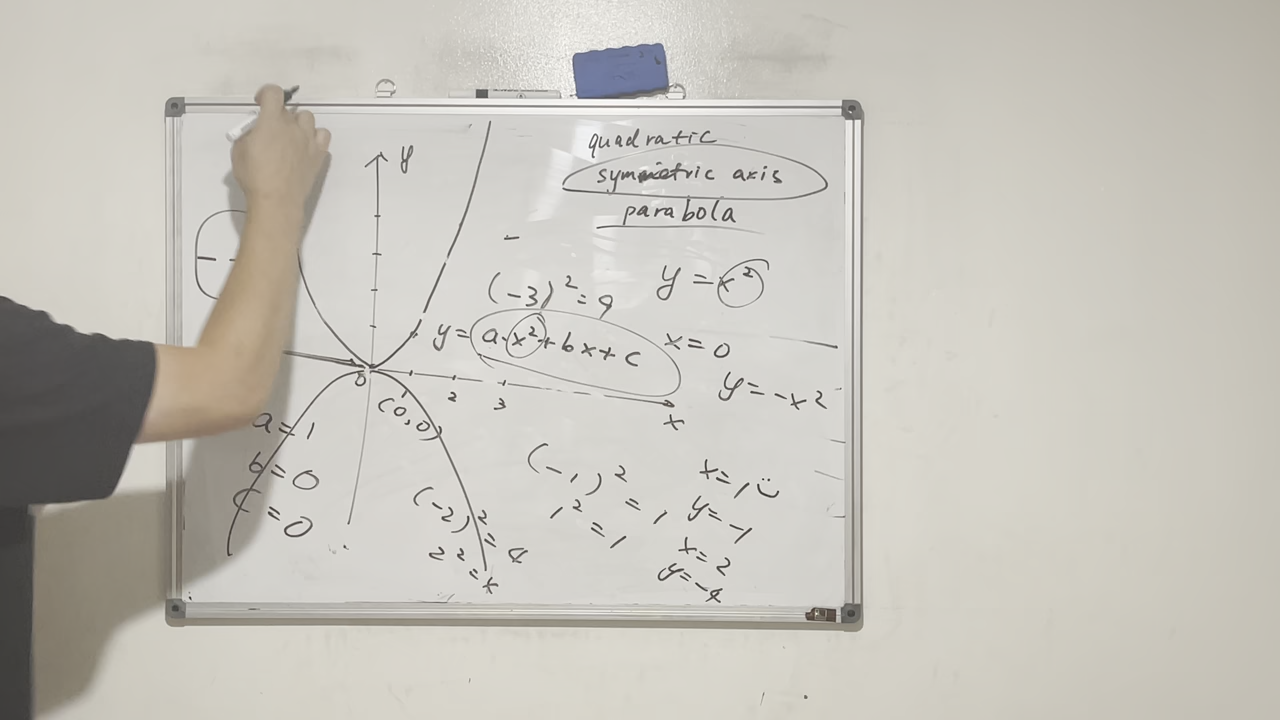 quadratic
symmetric axis
parabola
y
(-3)² = 9
y = x²
y = a·x² + bx + c
x = 0
y = -x²
0
2
3
x
(0,0)
a = 1
b = 0
c = 0
(-2)² = 4
2² = 4
(-1)² = 1
1² = 1
x = 1
y = -1
x = 2
y = -4